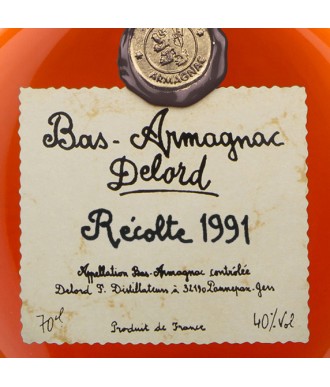 ARMAGNAC
Bas-Armagnac
Delord
Récolte 1991
Appellation Bas-Armagnac contrôlée
Delord F. Distillateurs à 32190 Lannepax-Gers
70cl
40% Vol
Produit de France